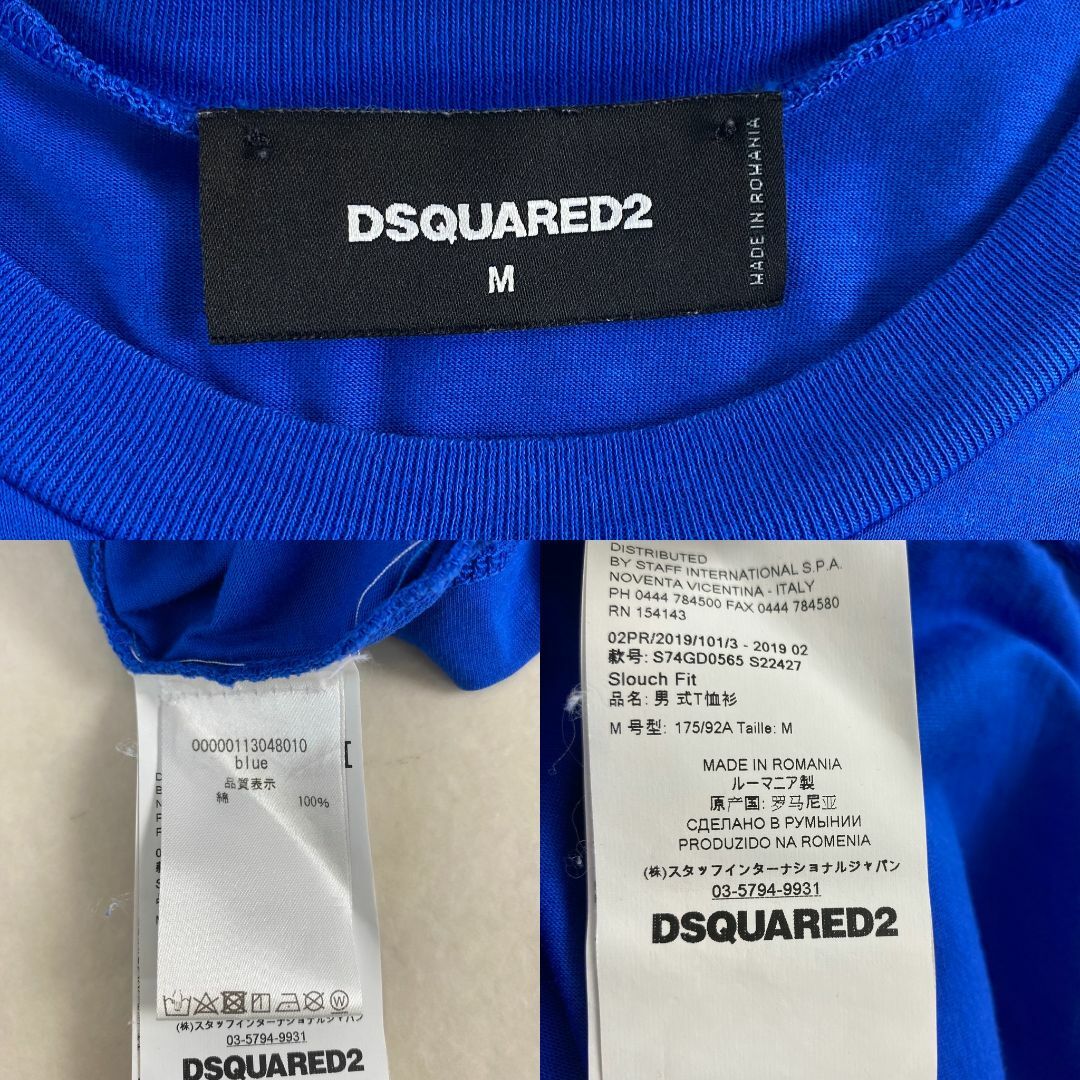 DSQUARED2
M
MADE IN ROMANIA
00000113048010
blue
品質表示
綿 100%
(株)スタッフインターナショナルジャパン
03-5794-9931
DSQUARED2
DISTRIBUTED
BY STAFF INTERNATIONAL S.P.A.
NOVENTA VICENTINA - ITALY
PH 0444 784500 FAX 0444 784580
RN 154143
02PR/2019/101/3 - 2019 02
款号: S74GD0565 S22427
Slouch Fit
品名: 男 式T恤衫
M 号型: 175/92A Taille: M
MADE IN ROMANIA
ルーマニア製
原产国: 罗马尼亚
СДЕЛАНО В РУМЫНИИ
PRODUZIDO NA ROMENIA
(株)スタッフインターナショナルジャパン
03-5794-9931
DSQUARED2